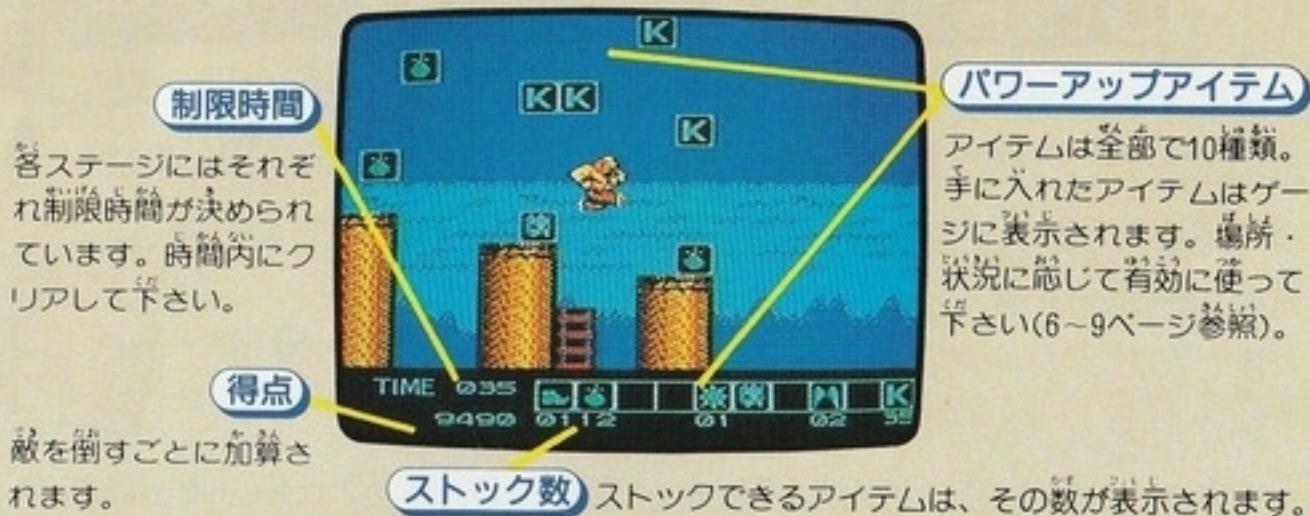 制限時間
各ステージにはそれぞ
れ制限時間が決められ
ています。時間内にク
リアして下さい。
得点
敵を倒すごとに加算さ
れます。
K
K K
K
TIME 035
K
9490 01 12 01 02 35
パワーアップアイテム
アイテムは全部で10種類。
手に入れたアイテムはゲー
ジに表示されます。場所・
状況に応じて有効に使って
下さい(6~9ページ参照)。
ストック数
ストックできるアイテムは、その数が表示されます。